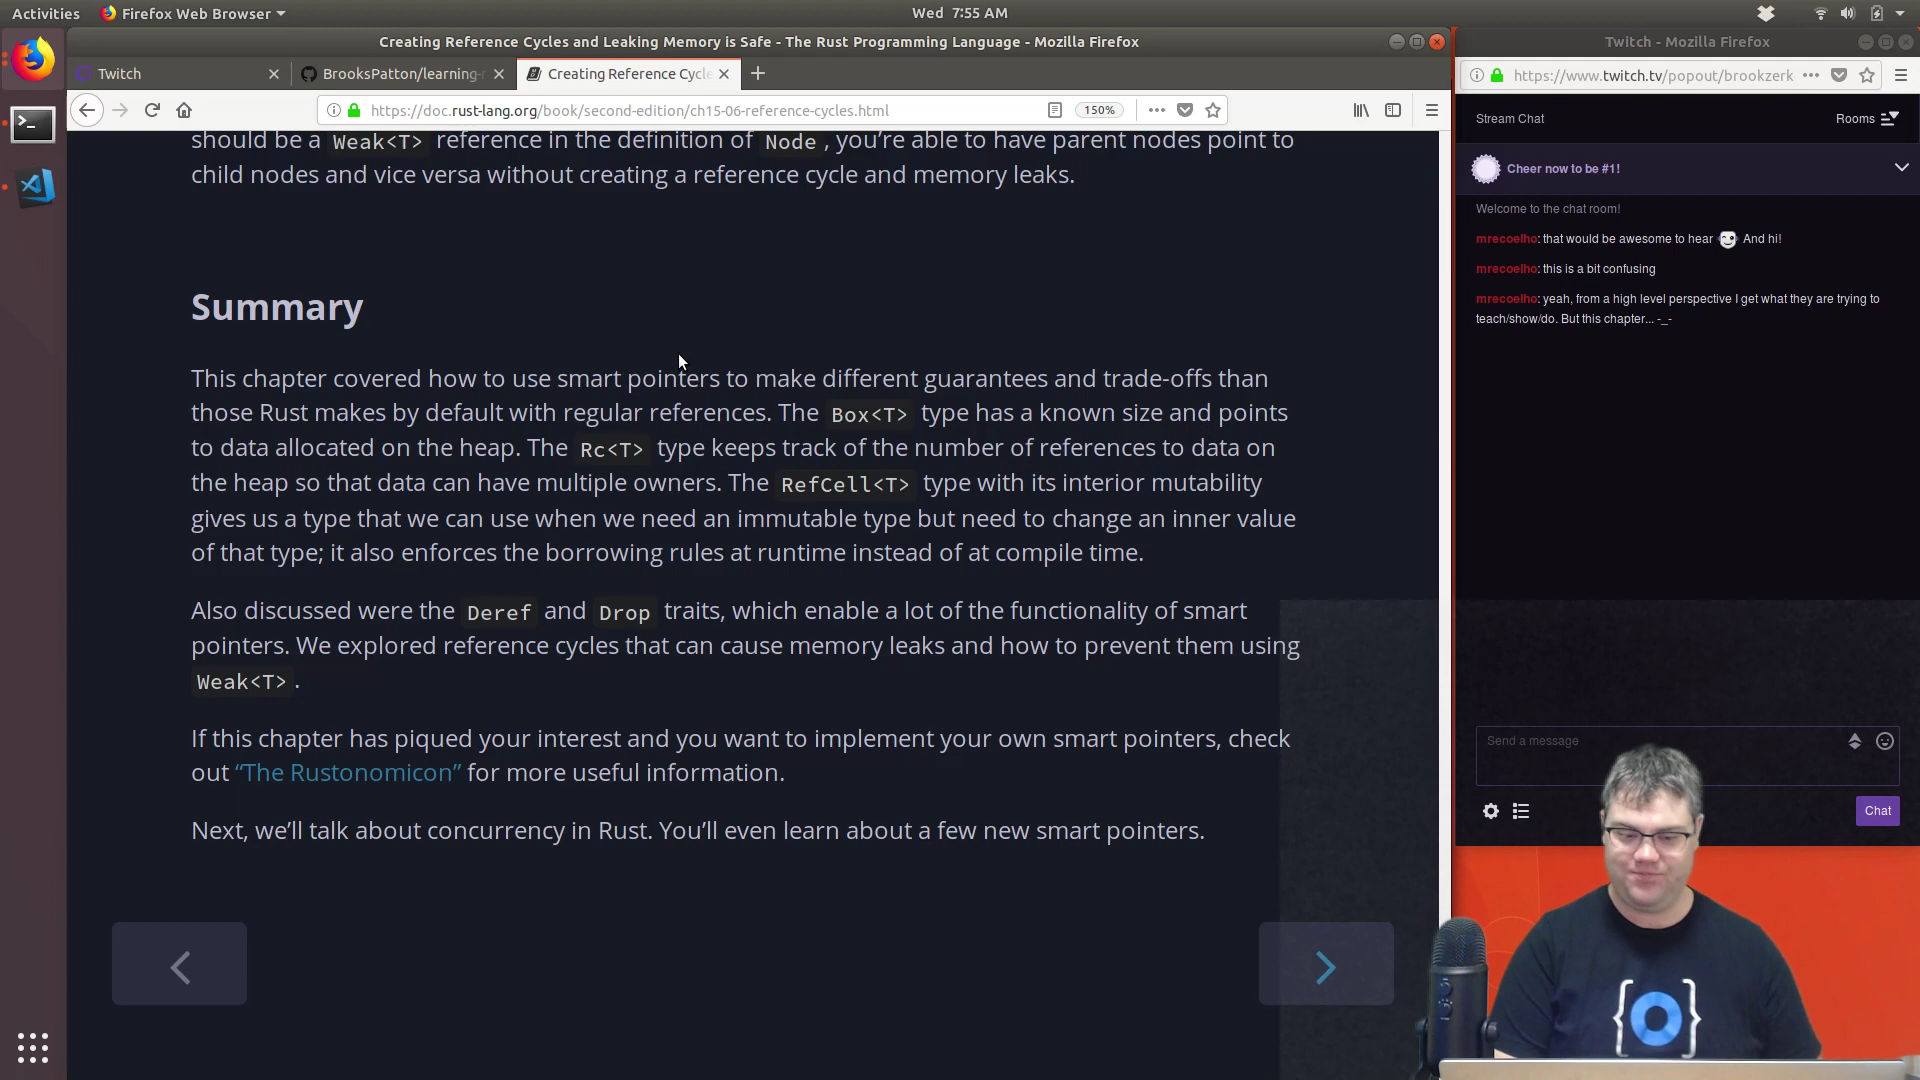 Activities
Firefox Web Browser
Wed 7:55 AM
Creating Reference Cycles and Leaking Memory is Safe - The Rust Programming Language - Mozilla Firefox
Twitch - Mozilla Firefox
Twitch
BrooksPatton/learning-
Creating Reference Cycle
https://doc.rust-lang.org/book/second-edition/ch15-06-reference-cycles.html
150%
https://www.twitch.tv/popout/brookzerk
should be a Weak<T> reference in the definition of Node, you’re able to have parent nodes point to
child nodes and vice versa without creating a reference cycle and memory leaks.
Summary
This chapter covered how to use smart pointers to make different guarantees and trade-offs than
those Rust makes by default with regular references. The Box<T> type has a known size and points
to data allocated on the heap. The Rc<T> type keeps track of the number of references to data on
the heap so that data can have multiple owners. The RefCell<T> type with its interior mutability
gives us a type that we can use when we need an immutable type but need to change an inner value
of that type; it also enforces the borrowing rules at runtime instead of at compile time.
Also discussed were the Deref and Drop traits, which enable a lot of the functionality of smart
pointers. We explored reference cycles that can cause memory leaks and how to prevent them using
Weak<T>.
If this chapter has piqued your interest and you want to implement your own smart pointers, check
out “The Rustonomicon” for more useful information.
Next, we’ll talk about concurrency in Rust. You’ll even learn about a few new smart pointers.
Stream Chat
Rooms
Cheer now to be #1!
Welcome to the chat room!
mrecoelho: that would be awesome to hear And hi!
mrecoelho: this is a bit confusing
mrecoelho: yeah, from a high level perspective I get what they are trying to
teach/show/do. But this chapter... -_-
Send a message
Chat